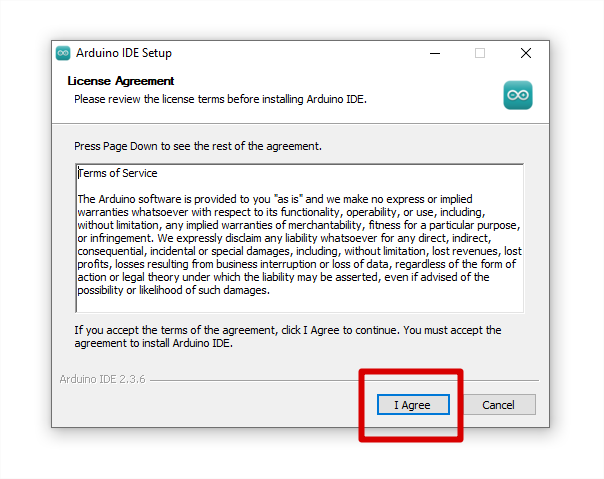 Arduino IDE Setup
License Agreement
Please review the license terms before installing Arduino IDE.
Press Page Down to see the rest of the agreement.
Terms of Service
The Arduino software is provided to you "as is" and we make no express or implied
warranties whatsoever with respect to its functionality, operability, or use, including,
without limitation, any implied warranties of merchantability, fitness for a particular purpose,
or infringement. We expressly disclaim any liability whatsoever for any direct, indirect,
consequential, incidental or special damages, including, without limitation, lost revenues, lost
profits, losses resulting from business interruption or loss of data, regardless of the form of
action or legal theory under which the liability may be asserted, even if advised of the
possibility or likelihood of such damages.
If you accept the terms of the agreement, click I Agree to continue. You must accept the
agreement to install Arduino IDE.
Arduino IDE 2.3.6
I Agree
Cancel